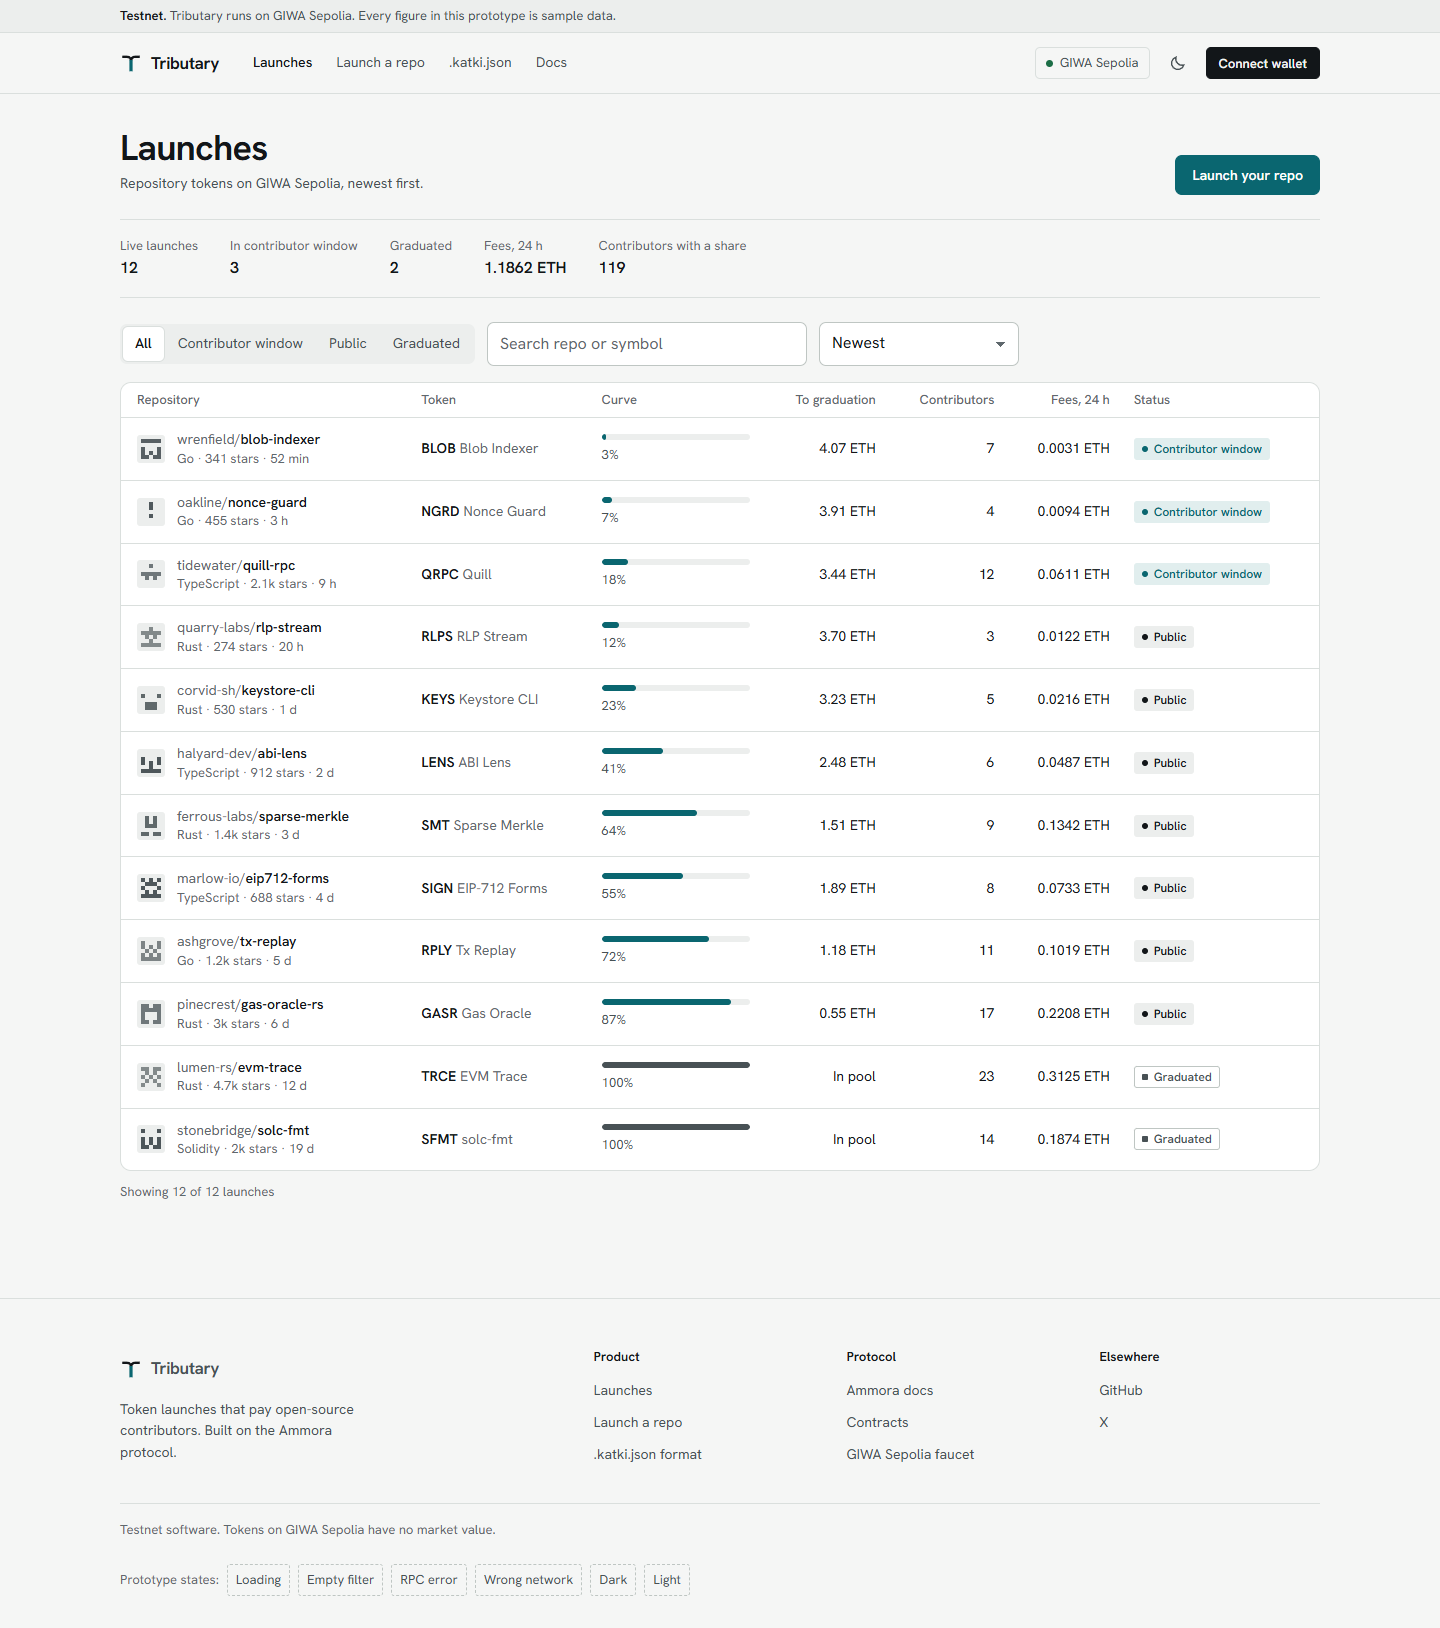 Testnet. Tributary runs on GIWA Sepolia. Every figure in this prototype is sample data.
Tributary Launches Launch a repo .katki.json Docs GIWA Sepolia Connect wallet
Launches
Repository tokens on GIWA Sepolia, newest first.
Launch your repo
Live launches In contributor window Graduated Fees, 24 h Contributors with a share
12 3 2 1.1862 ETH 119
All Contributor window Public Graduated Search repo or symbol Newest
Repository Token Curve To graduation Contributors Fees, 24 h Status
wrenfield/blob-indexer
Go · 341 stars · 52 min
BLOB Blob Indexer
3%
4.07 ETH 7 0.0031 ETH Contributor window
oakline/nonce-guard
Go · 455 stars · 3 h
NGRD Nonce Guard
7%
3.91 ETH 4 0.0094 ETH Contributor window
tidewater/quill-rpc
TypeScript · 2.1k stars · 9 h
QRPC Quill
18%
3.44 ETH 12 0.0611 ETH Contributor window
quarry-labs/rlp-stream
Rust · 274 stars · 20 h
RLPS RLP Stream
12%
3.70 ETH 3 0.0122 ETH Public
corvid-sh/keystore-cli
Rust · 530 stars · 1 d
KEYS Keystore CLI
23%
3.23 ETH 5 0.0216 ETH Public
halyard-dev/abi-lens
TypeScript · 912 stars · 2 d
LENS ABI Lens
41%
2.48 ETH 6 0.0487 ETH Public
ferrous-labs/sparse-merkle
Rust · 1.4k stars · 3 d
SMT Sparse Merkle
64%
1.51 ETH 9 0.1342 ETH Public
marlow-io/eip712-forms
TypeScript · 688 stars · 4 d
SIGN EIP-712 Forms
55%
1.89 ETH 8 0.0733 ETH Public
ashgrove/tx-replay
Go · 1.2k stars · 5 d
RPLY Tx Replay
72%
1.18 ETH 11 0.1019 ETH Public
pinecrest/gas-oracle-rs
Rust · 3k stars · 6 d
GASR Gas Oracle
87%
0.55 ETH 17 0.2208 ETH Public
lumen-rs/evm-trace
Rust · 4.7k stars · 12 d
TRCE EVM Trace
100%
In pool 23 0.3125 ETH Graduated
stonebridge/solc-fmt
Solidity · 2k stars · 19 d
SFMT solc-fmt
100%
In pool 14 0.1874 ETH Graduated
Showing 12 of 12 launches
Tributary
Token launches that pay open-source
contributors. Built on the Ammora
protocol.
Product
Launches
Launch a repo
.katki.json format
Protocol
Ammora docs
Contracts
GIWA Sepolia faucet
Elsewhere
GitHub
X
Testnet software. Tokens on GIWA Sepolia have no market value.
Prototype states: Loading Empty filter RPC error Wrong network Dark Light